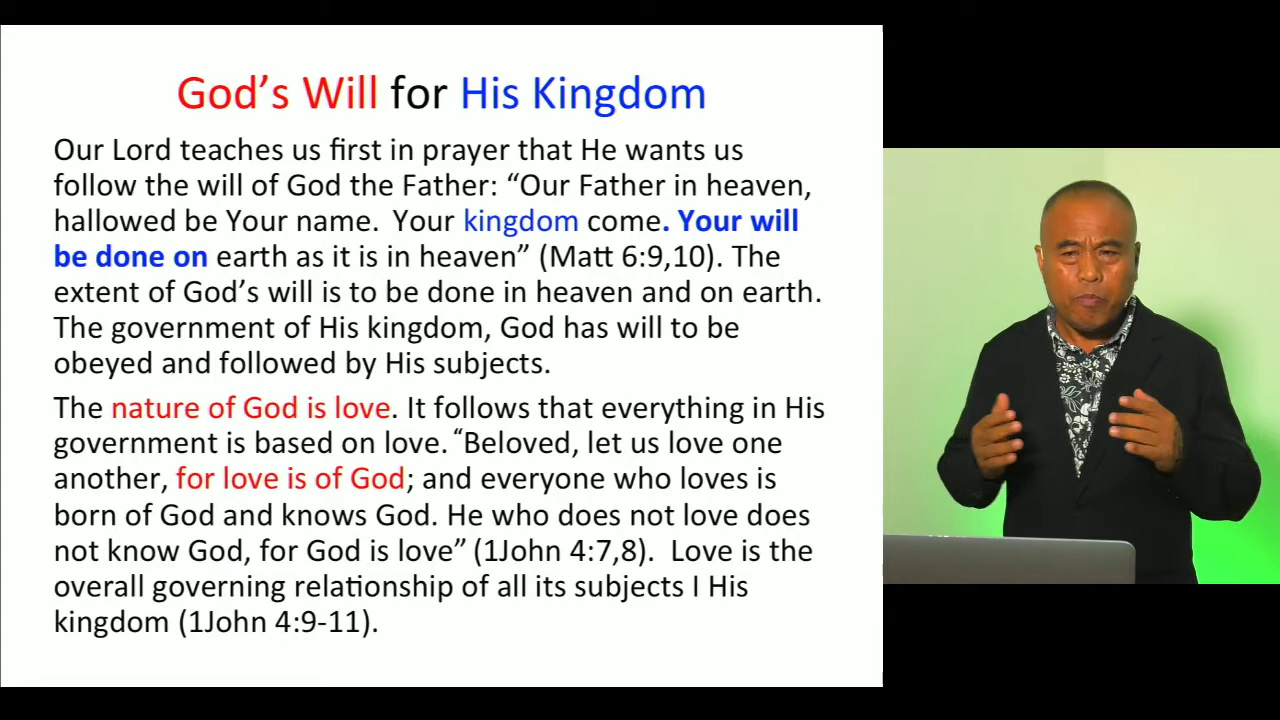 God’s Will for His Kingdom
Our Lord teaches us first in prayer that He wants us
follow the will of God the Father: “Our Father in heaven,
hallowed be Your name.  Your kingdom come. Your will
be done on earth as it is in heaven” (Matt 6:9,10). The
extent of God’s will is to be done in heaven and on earth.
The government of His kingdom, God has will to be
obeyed and followed by His subjects.
The nature of God is love. It follows that everything in His
government is based on love. “Beloved, let us love one
another, for love is of God; and everyone who loves is
born of God and knows God. He who does not love does
not know God, for God is love” (1John 4:7,8).  Love is the
overall governing relationship of all its subjects I His
kingdom (1John 4:9-11).